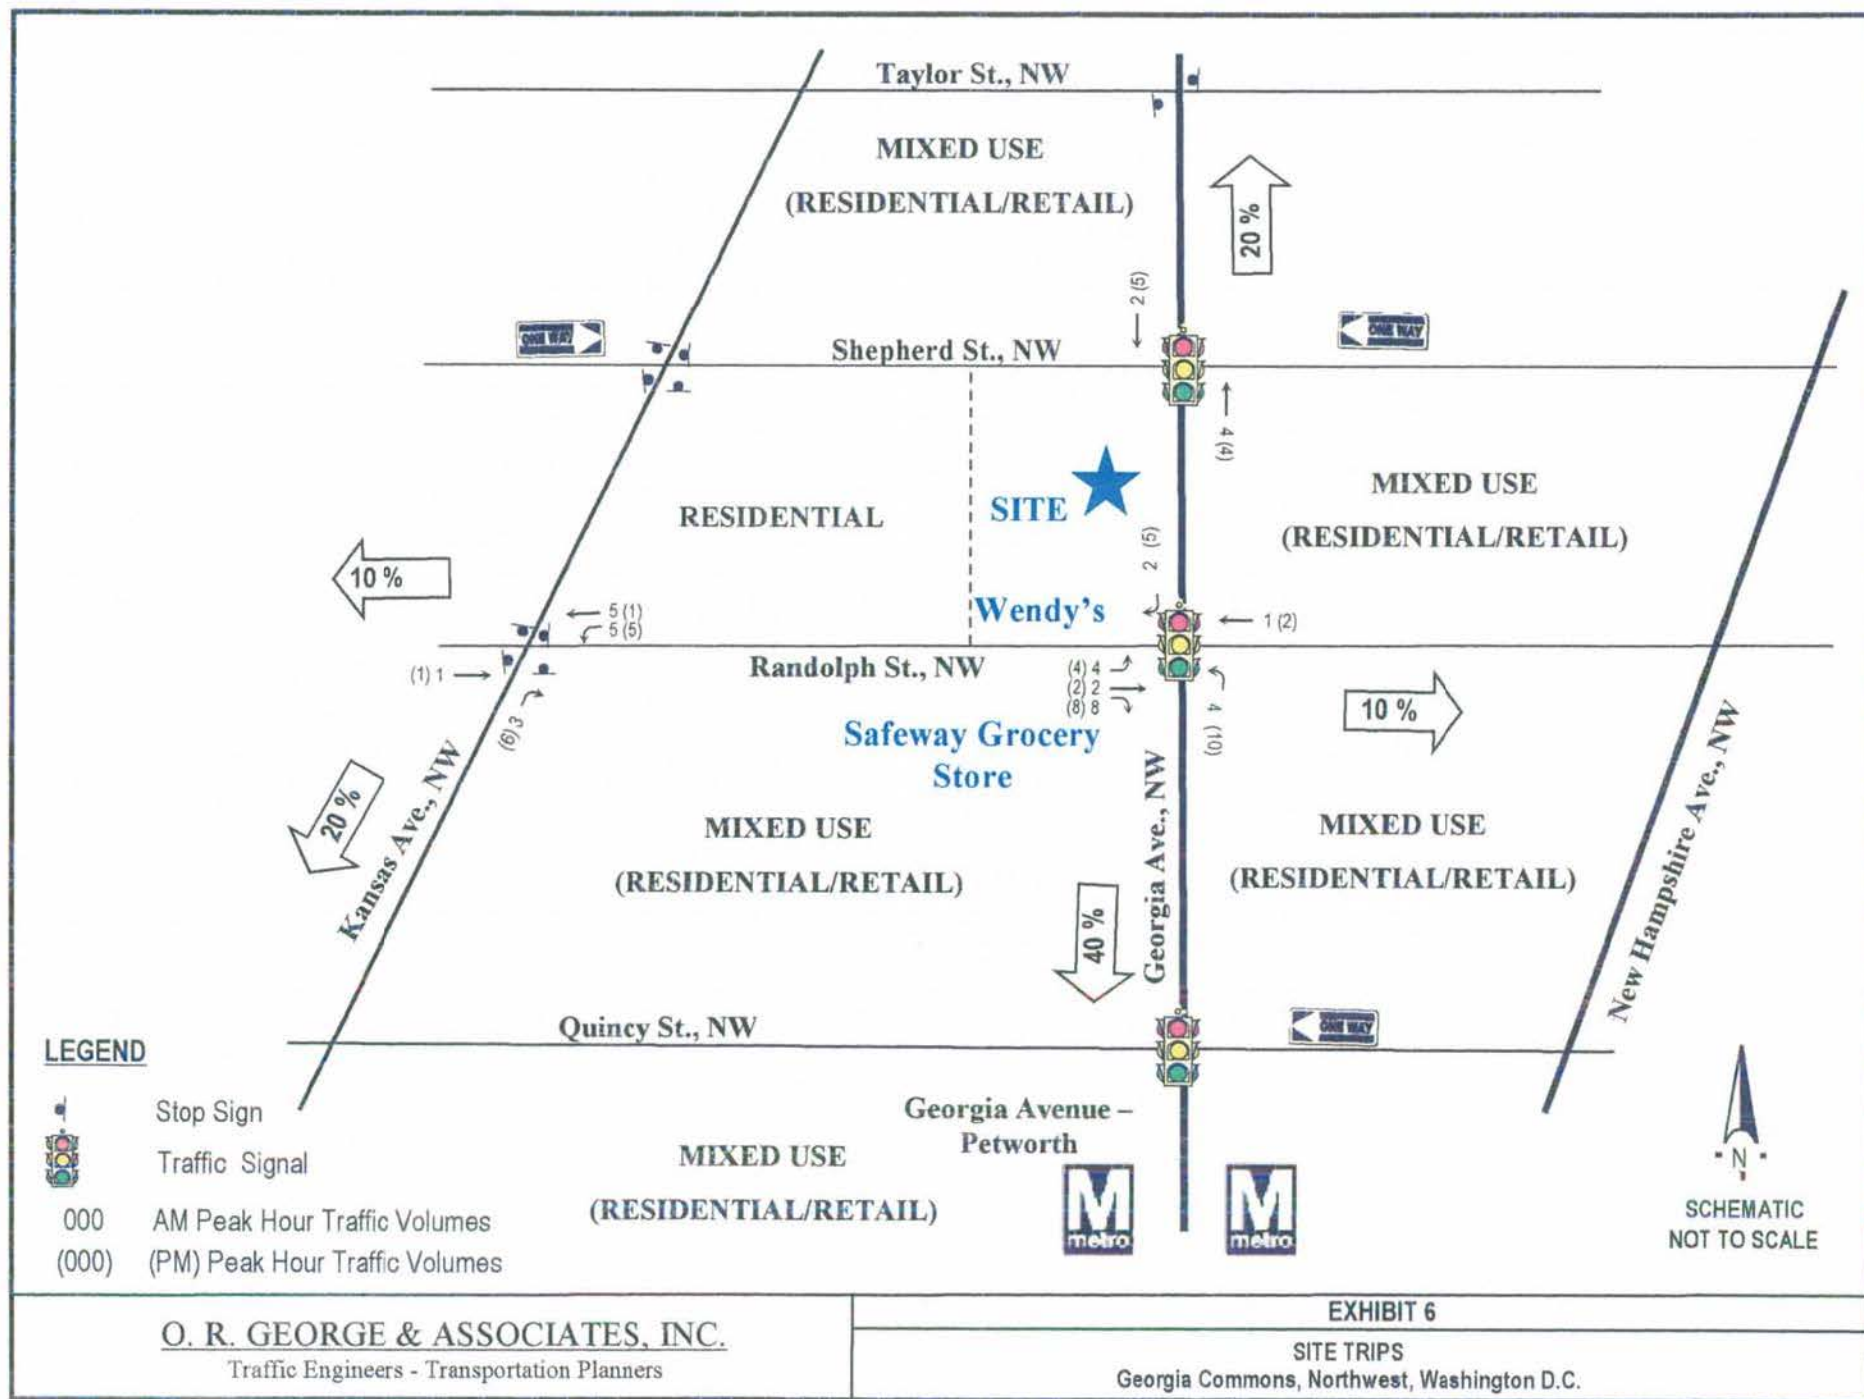 Taylor St., NW
MIXED USE
(RESIDENTIAL/RETAIL)
20 %
2 (5)
ONE WAY
Shepherd St., NW
ONE WAY
4 (4)
SITE
RESIDENTIAL
MIXED USE
(RESIDENTIAL/RETAIL)
2 (5)
10 %
Wendy's
5 (1)
5 (5)
1 (2)
(1) 1
Randolph St., NW
(4) 4
(2) 2
(8) 8
4 (10)
(6) 3
10 %
Safeway Grocery
Store
Kansas Ave., NW
20 %
MIXED USE
(RESIDENTIAL/RETAIL)
Georgia Ave., NW
MIXED USE
(RESIDENTIAL/RETAIL)
New Hampshire Ave., NW
40 %
Quincy St., NW
ONE WAY
LEGEND
Stop Sign
Traffic Signal
000 AM Peak Hour Traffic Volumes
(000) (PM) Peak Hour Traffic Volumes
Georgia Avenue –
Petworth
MIXED USE
(RESIDENTIAL/RETAIL)
M
metro
M
metro
N
SCHEMATIC
NOT TO SCALE
O. R. GEORGE & ASSOCIATES, INC.
Traffic Engineers - Transportation Planners
EXHIBIT 6
SITE TRIPS
Georgia Commons, Northwest, Washington D.C.